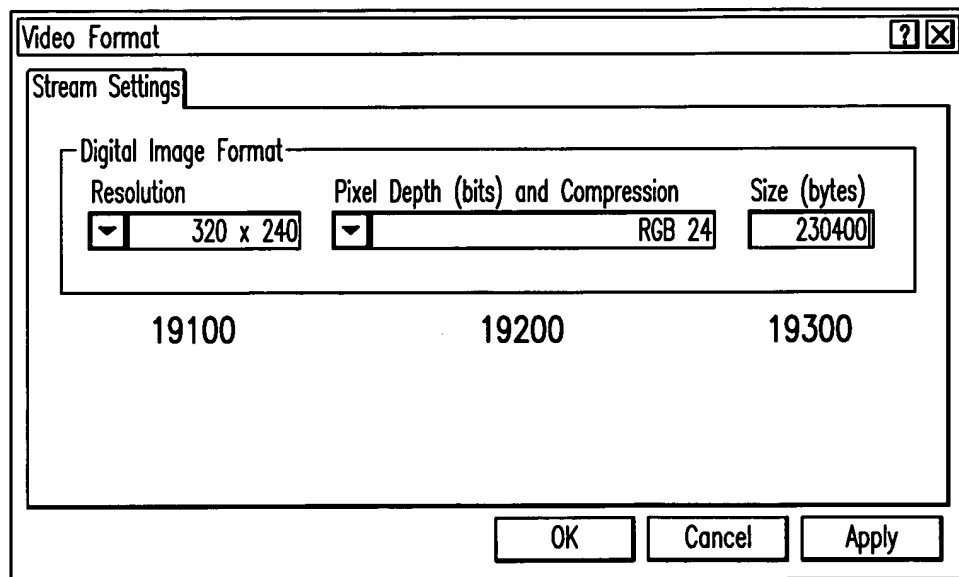 Video Format ? X
Stream Settings
Digital Image Format
Resolution Pixel Depth (bits) and Compression Size (bytes)
320 x 240 RGB 24 230400
19100 19200 19300
OK Cancel Apply